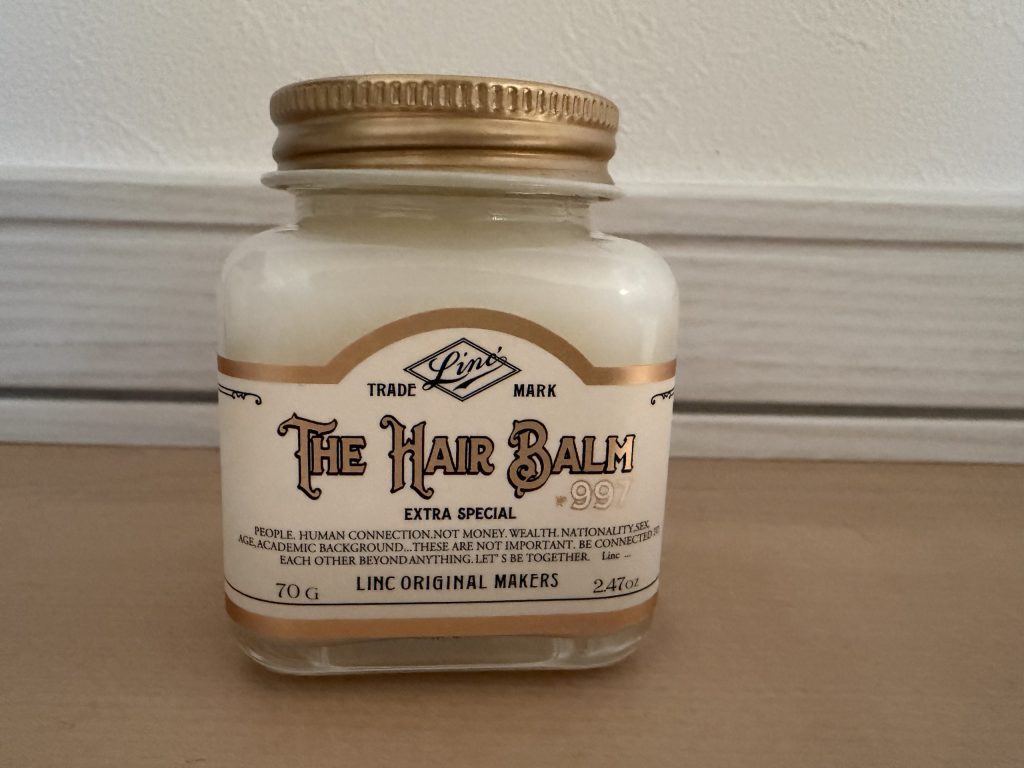 Linc
TRADE MARK
THE HAIR BALM
997
EXTRA SPECIAL
PEOPLE. HUMAN CONNECTION.NOT MONEY. WEALTH. NATIONALITY.SEX.
AGE.ACADEMIC BACKGROUND...THESE ARE NOT IMPORTANT. BE CONNECTED TO
EACH OTHER BEYOND ANYTHING.LET'S BE TOGETHER. Linc ...
LINC ORIGINAL MAKERS
70 G 2.47oz